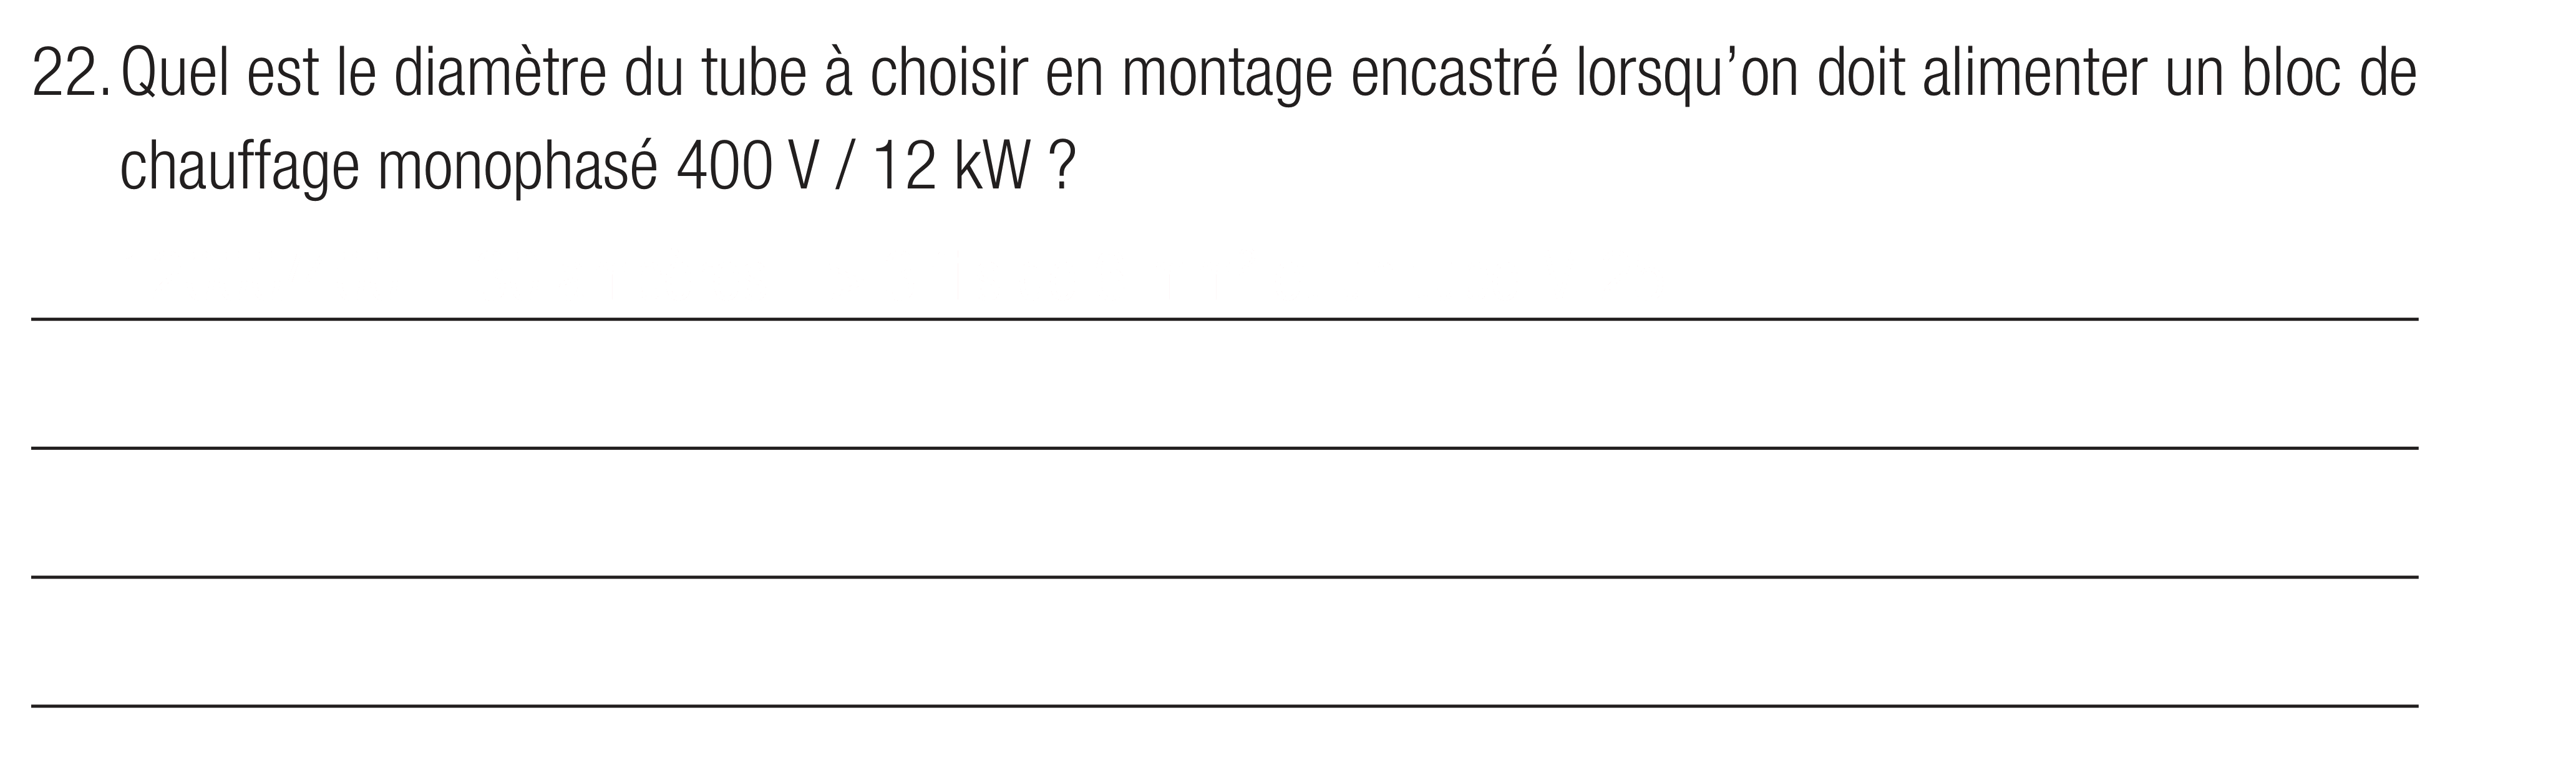 22. Quel est le diamètre du tube à choisir en montage encastré lorsqu’on doit alimenter un bloc de
chauffage monophasé 400 V / 12 kW ?